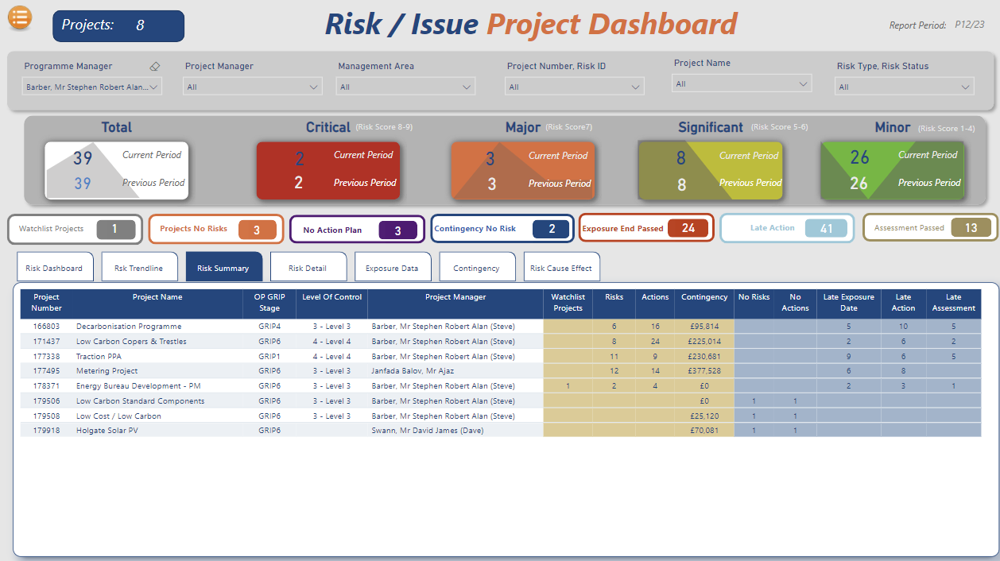 Projects: 8
Risk / Issue Project Dashboard
Report Period: P12/23
Programme Manager
Barber, Mr Stephen Robert Alan...
Project Manager
All
Management Area
All
Project Number, Risk ID
All
Project Name
All
Risk Type, Risk Status
All
Total
39 Current Period
39 Previous Period
Critical (Risk Score 8-9)
2 Current Period
2 Previous Period
Major (Risk Score7)
3 Current Period
3 Previous Period
Significant (Risk Score 5-6)
8 Current Period
8 Previous Period
Minor (Risk Score 1-4)
26 Current Period
26 Previous Period
Watchlist Projects 1
Projects No Risks 3
No Action Plan 3
Contingency No Risk 2
Exposure End Passed 24
Late Action 41
Assessment Passed 13
Risk Dashboard
Rsk Trendline
Risk Summary
Risk Detail
Exposure Data
Contingency
Risk Cause Effect
Project Number Project Name OP GRIP Stage Level Of Control Project Manager Watchlist Projects Risks Actions Contingency No Risks No Actions Late Exposure Date Late Action Late Assessment
166803 Decarbonisation Programme GRIP4 3 - Level 3 Barber, Mr Stephen Robert Alan (Steve) 6 16 £95,814 5 10 5
171437 Low Carbon Copers & Trestles GRIP6 4 - Level 4 Barber, Mr Stephen Robert Alan (Steve) 8 24 £225,014 2 6 2
177338 Traction PPA GRIP1 4 - Level 4 Barber, Mr Stephen Robert Alan (Steve) 11 9 £230,681 9 6 5
177495 Metering Project GRIP6 3 - Level 3 Janfada Balov, Mr Ajaz 12 14 £377,528 6 8
178371 Energy Bureau Development - PM GRIP6 3 - Level 3 Barber, Mr Stephen Robert Alan (Steve) 1 2 4 £0 2 3 1
179506 Low Carbon Standard Components GRIP6 3 - Level 3 Barber, Mr Stephen Robert Alan (Steve) £0 1 1
179508 Low Cost / Low Carbon GRIP6 3 - Level 3 Barber, Mr Stephen Robert Alan (Steve) £25,120 1 1
179918 Holgate Solar PV GRIP6 Swann, Mr David James (Dave) £70,081 1 1